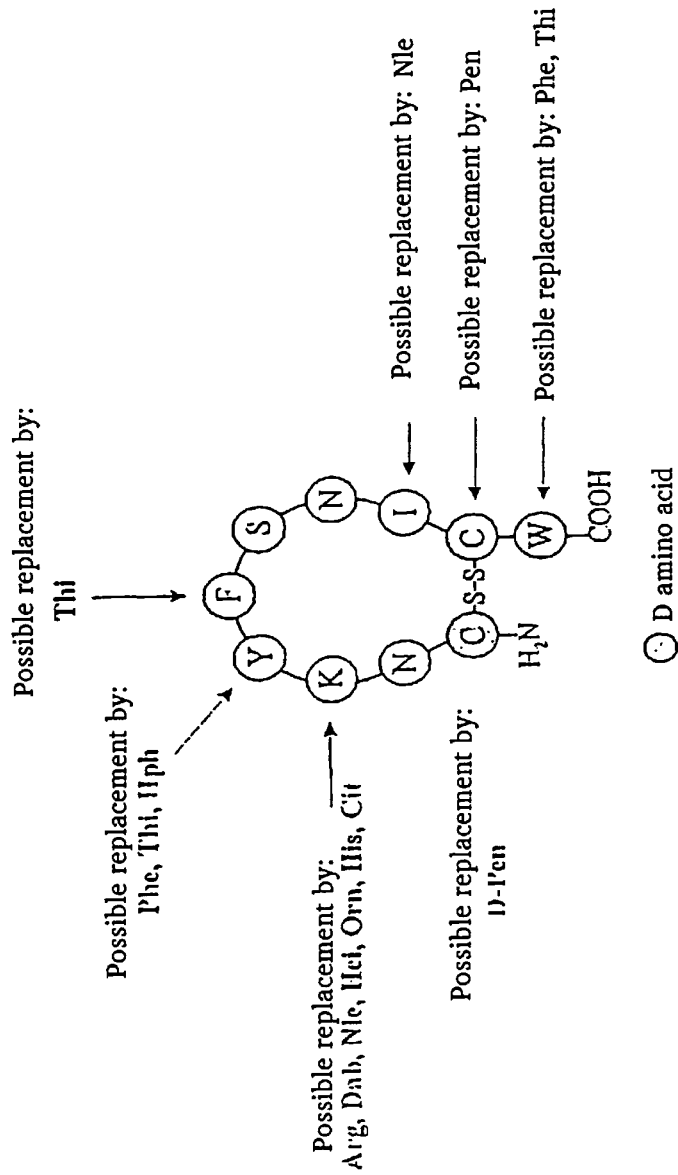 Possible replacement by:
Thi
Possible replacement by:
Phe, Thi, Hph
Possible replacement by:
Arg, Dab, Nle, Hci, Orn, His, Cit
Possible replacement by:
D-Pen
Y
F
S
K
N
N
I
C
-S-S-
C
W
H₂N
COOH
Possible replacement by: Nle
Possible replacement by: Pen
Possible replacement by: Phe, Thi
D amino acid